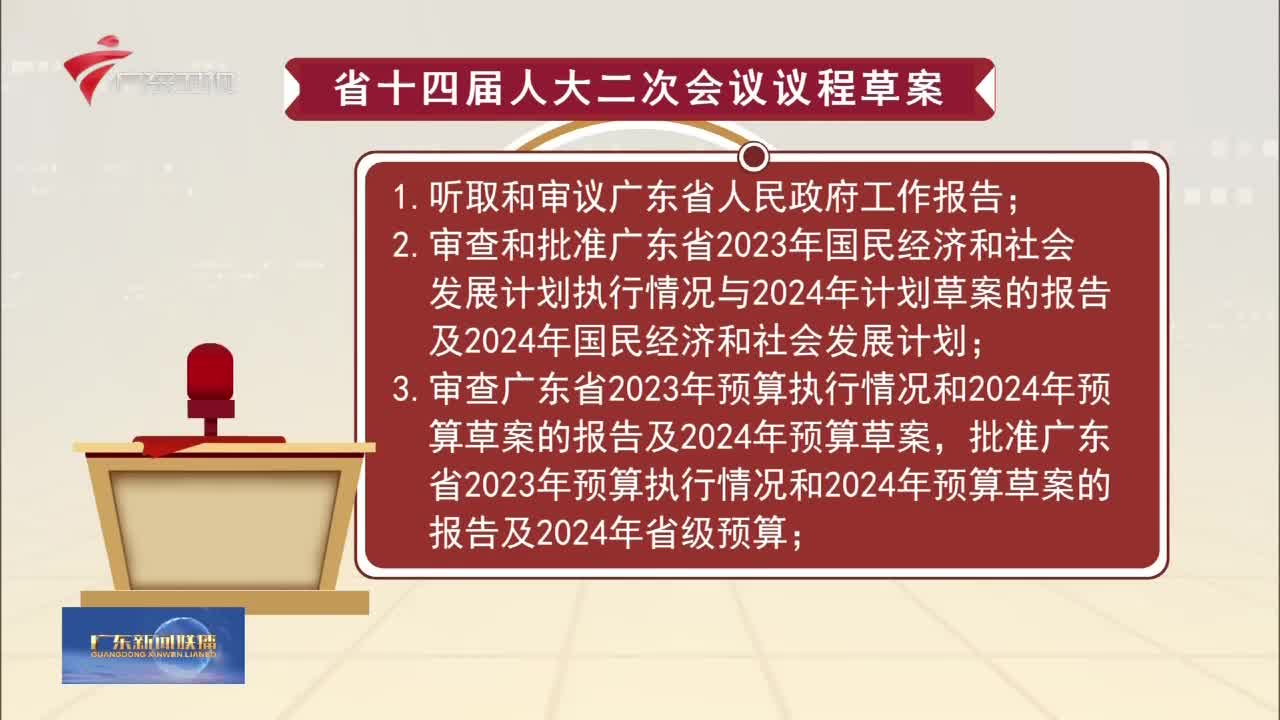 广东卫视
省十四届人大二次会议议程草案
1. 听取和审议广东省人民政府工作报告；
2. 审查和批准广东省2023年国民经济和社会
发展计划执行情况与2024年计划草案的报告
及2024年国民经济和社会发展计划；
3. 审查广东省2023年预算执行情况和2024年预
算草案的报告及2024年预算草案，批准广东
省2023年预算执行情况和2024年预算草案的
报告及2024年省级预算；
广东新闻联播
GUANGDONG XINWEN LIANBO